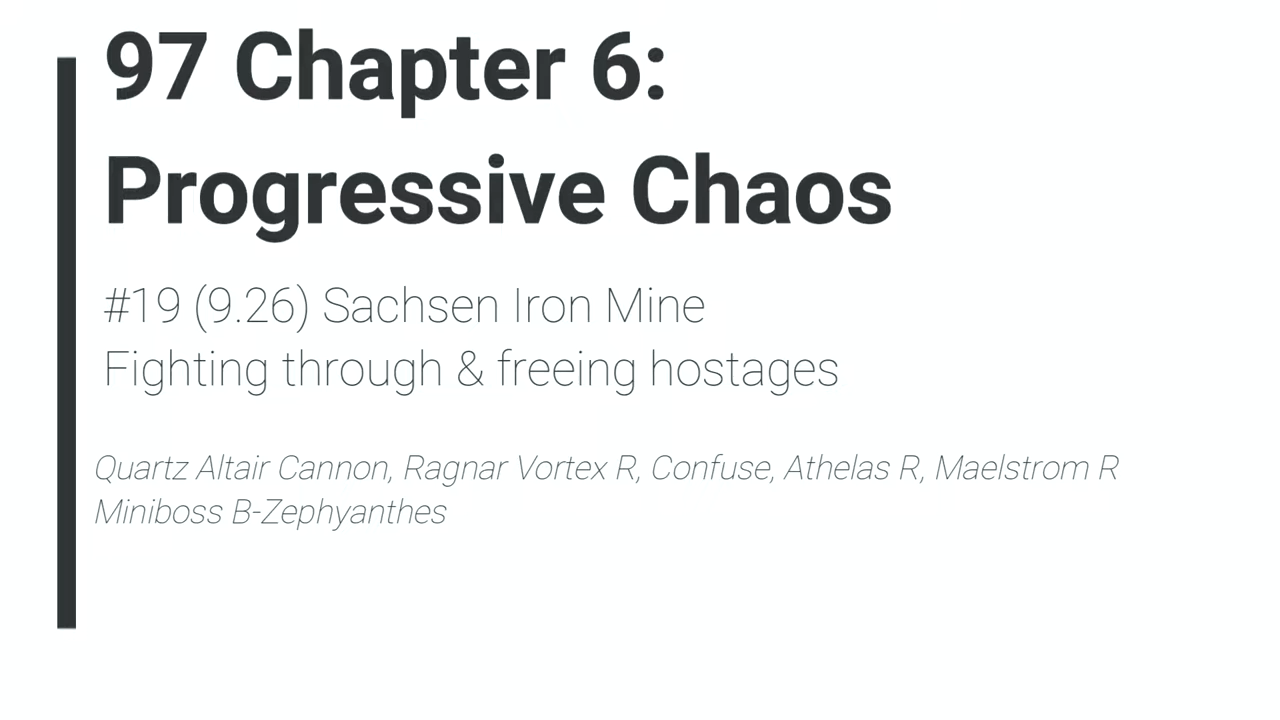 97 Chapter 6:
Progressive Chaos
#19 (9.26) Sachsen Iron Mine
Fighting through & freeing hostages
Quartz Altair Cannon, Ragnar Vortex R, Confuse, Athelas R, Maelstrom R
Miniboss B-Zephyanthes